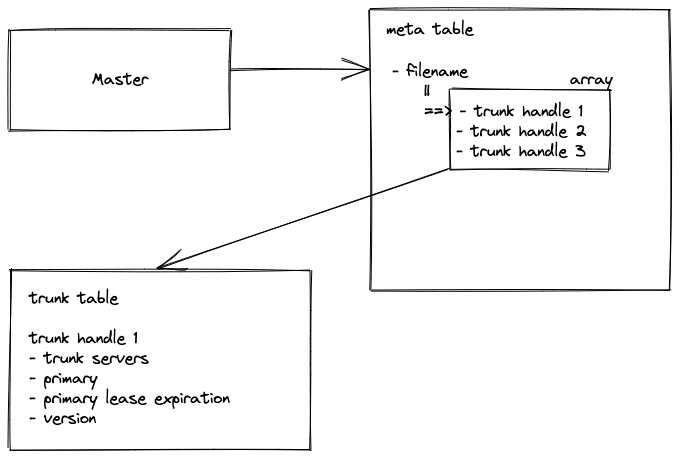 Master
meta table
- filename
array
||
==> - trunk handle 1
- trunk handle 2
- trunk handle 3
trunk table
trunk handle 1
- trunk servers
- primary
- primary lease expiration
- version